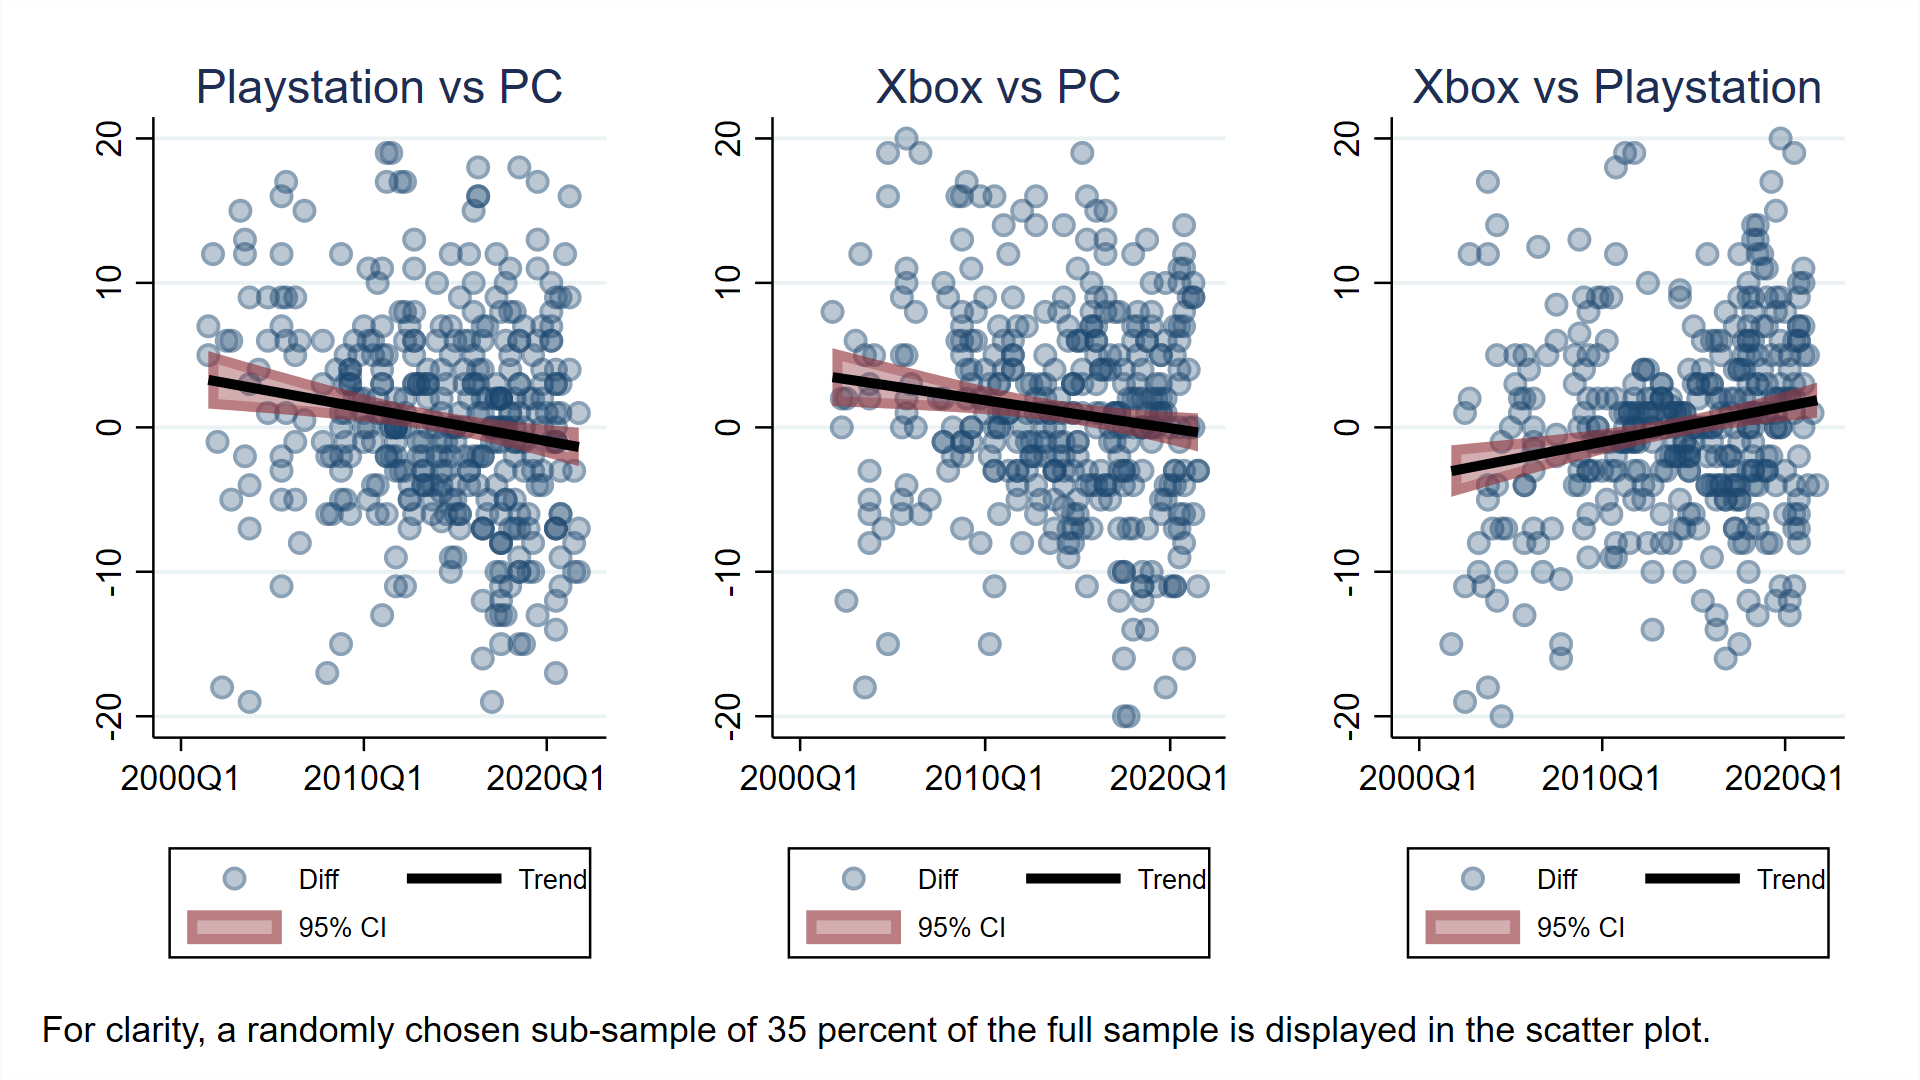 Playstation vs PC
20
10
0
-10
-20
2000Q1 2010Q1 2020Q1
Diff Trend
95% CI
Xbox vs PC
20
10
0
-10
-20
2000Q1 2010Q1 2020Q1
Diff Trend
95% CI
Xbox vs Playstation
20
10
0
-10
-20
2000Q1 2010Q1 2020Q1
Diff Trend
95% CI
For clarity, a randomly chosen sub-sample of 35 percent of the full sample is displayed in the scatter plot.